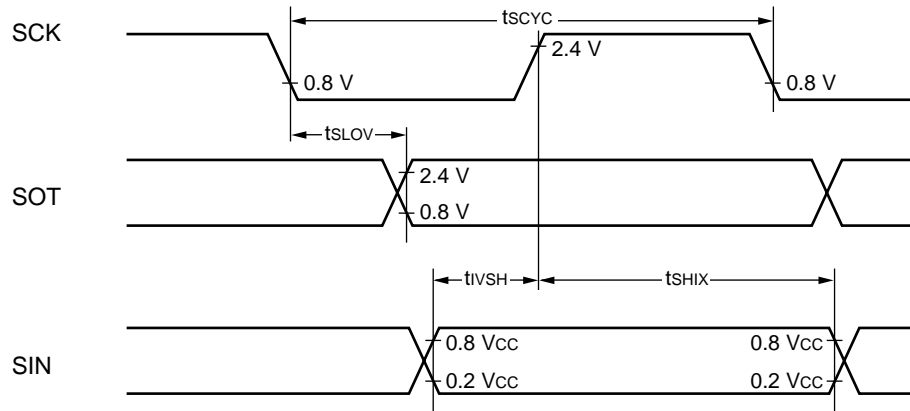 tSCYC
SCK
2.4 V
0.8 V
0.8 V
tSLOV
2.4 V
SOT
0.8 V
tIVSH
tSHIX
0.8 VCC
0.8 VCC
SIN
0.2 VCC
0.2 VCC